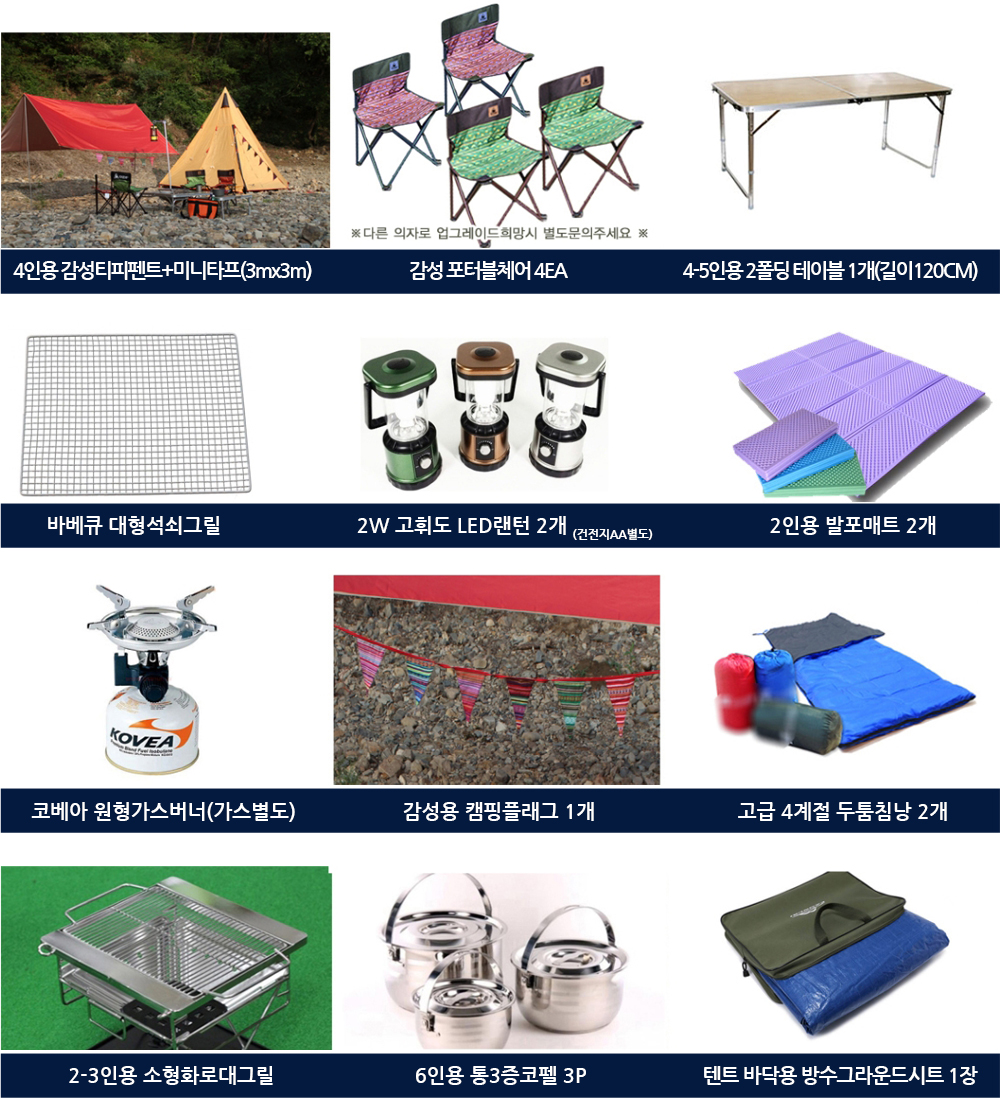 ※다른 의자로 업그레이드희망시 별도문의주세요 ※
4인용 감성티피펜트+미니타프(3mx3m)
감성 포터블체어 4EA
4-5인용 2폴딩 테이블 1개(길이120CM)
바베큐 대형석쇠그릴
2W 고휘도 LED랜턴 2개 (건전지AA별도)
2인용 발포매트 2개
KOVEA
코베아 원형가스버너(가스별도)
감성용 캠핑플래그 1개
고급 4계절 두툼침낭 2개
2-3인용 소형화로대그릴
6인용 통3중코펠 3P
텐트 바닥용 방수그라운드시트 1장